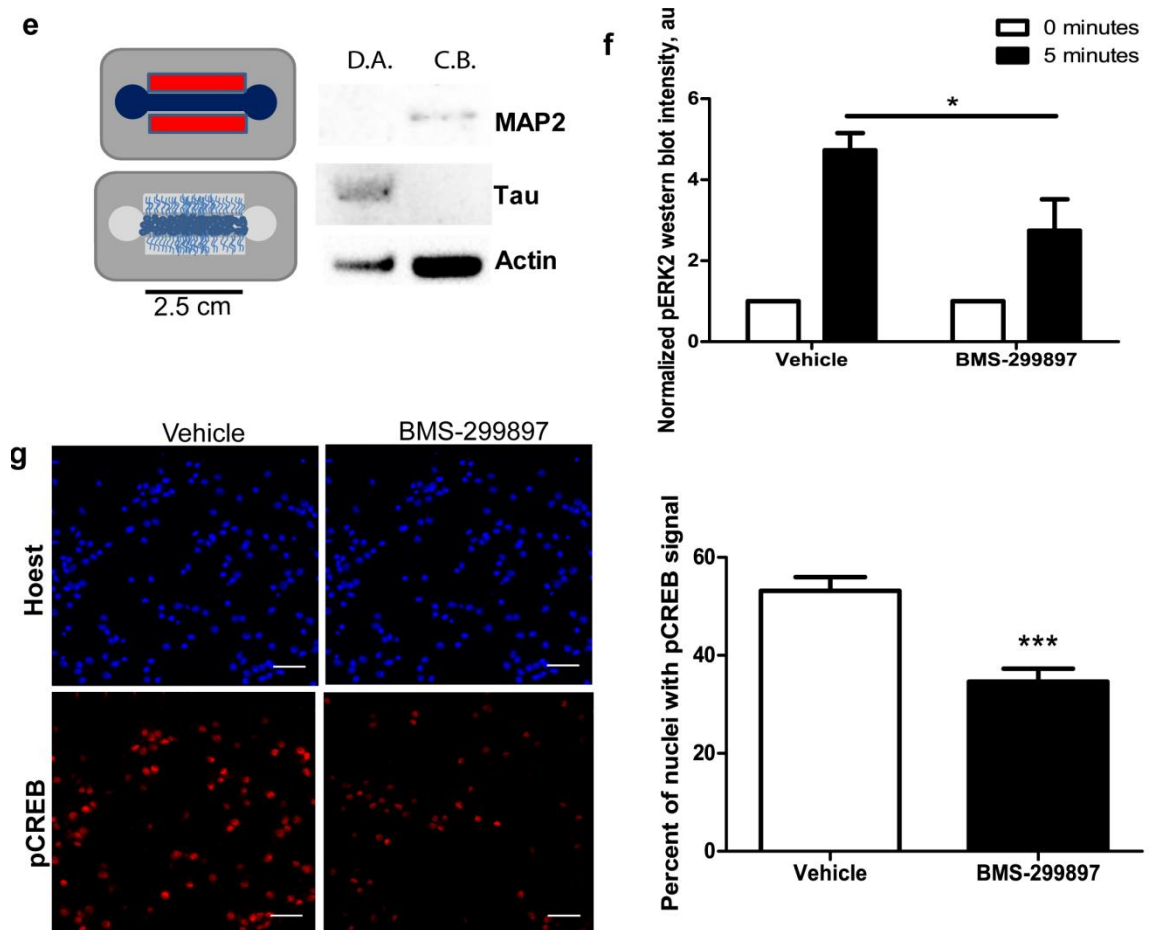 e
D.A. C.B.
MAP2
Tau
Actin
2.5 cm
f
0 minutes
5 minutes
Normalized pERK2 western blot intensity, au
6
4
2
0
*
Vehicle BMS-299897
g
Vehicle BMS-299897
Hoest
pCREB
Percent of nuclei with pCREB signal
60
40
20
0
***
Vehicle BMS-299897